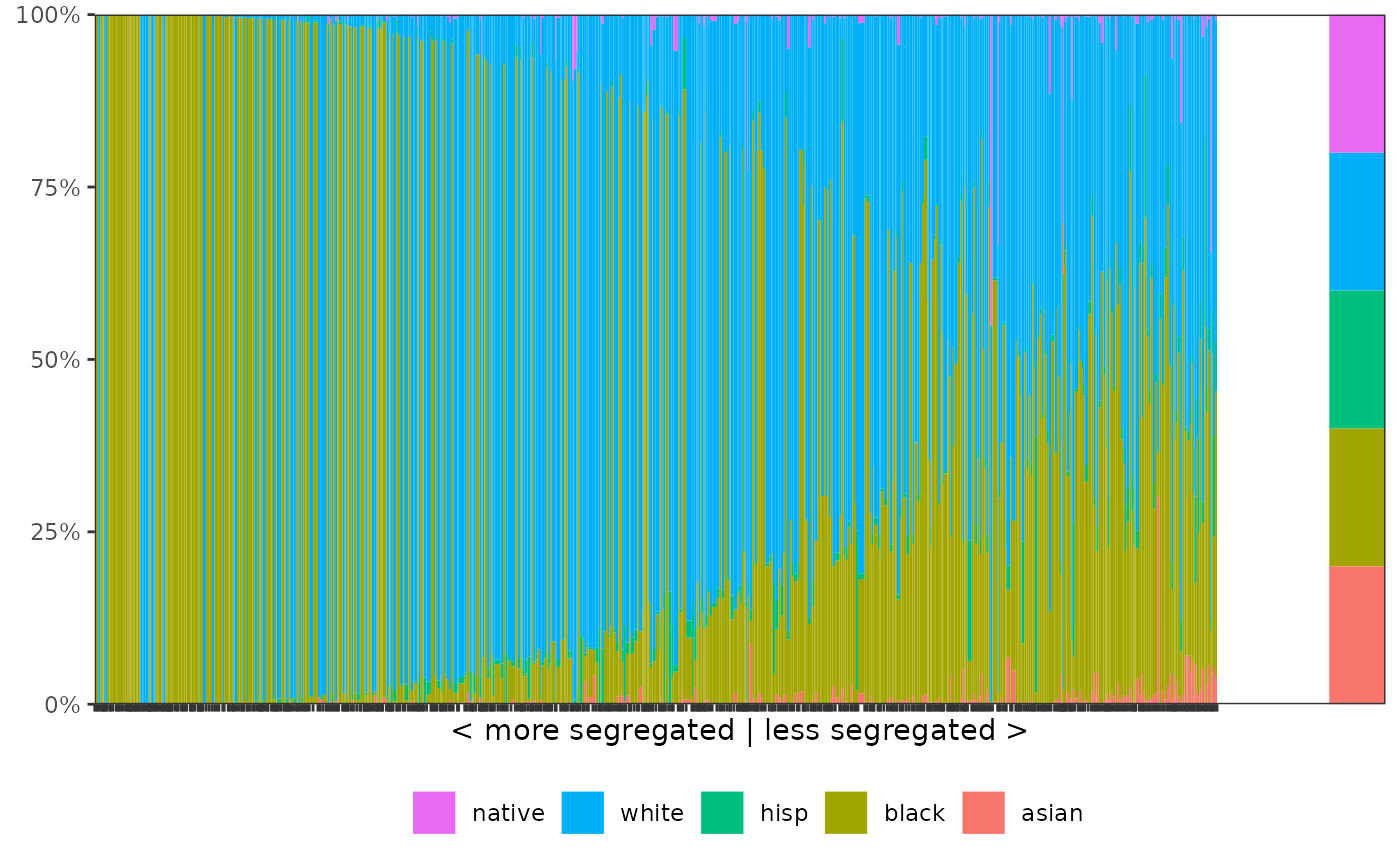 100%
75%
50%
25%
0%
< more segregated | less segregated >
native white hisp black asian